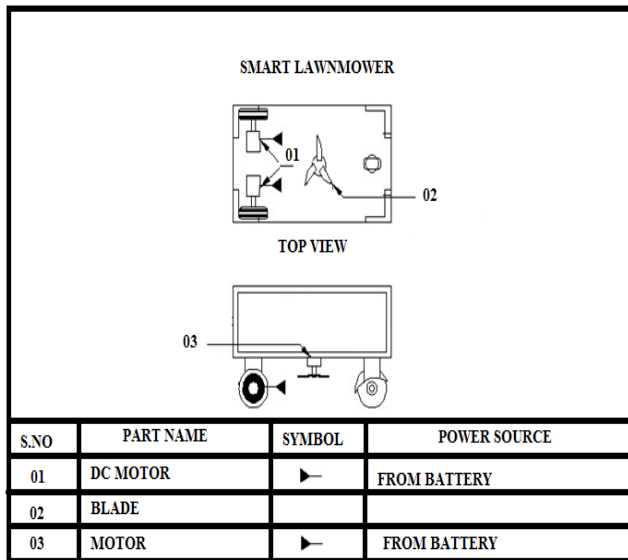 SMART LAWNMOWER
01
02
TOP VIEW
03
S.NO PART NAME SYMBOL POWER SOURCE
01 DC MOTOR FROM BATTERY
02 BLADE
03 MOTOR FROM BATTERY